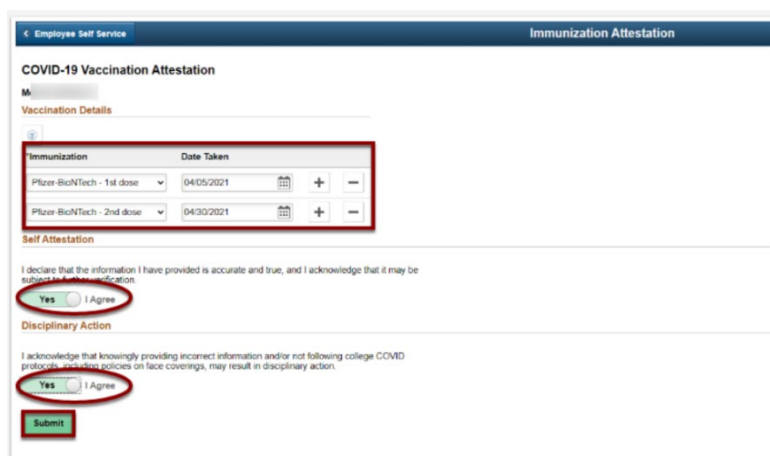 Employee Self Service
Immunization Attestation
COVID-19 Vaccination Attestation
Vaccination Details
*Immunization Date Taken
Pfizer-BioNTech - 1st dose 04/05/2021 + −
Pfizer-BioNTech - 2nd dose 04/30/2021 + −
Self Attestation
I declare that the information I have provided is accurate and true, and I acknowledge that it may be
subject to further verification.
Yes I Agree
Disciplinary Action
I acknowledge that knowingly providing incorrect information and/or not following college COVID
protocols, including policies on face coverings, may result in disciplinary action.
Yes I Agree
Submit